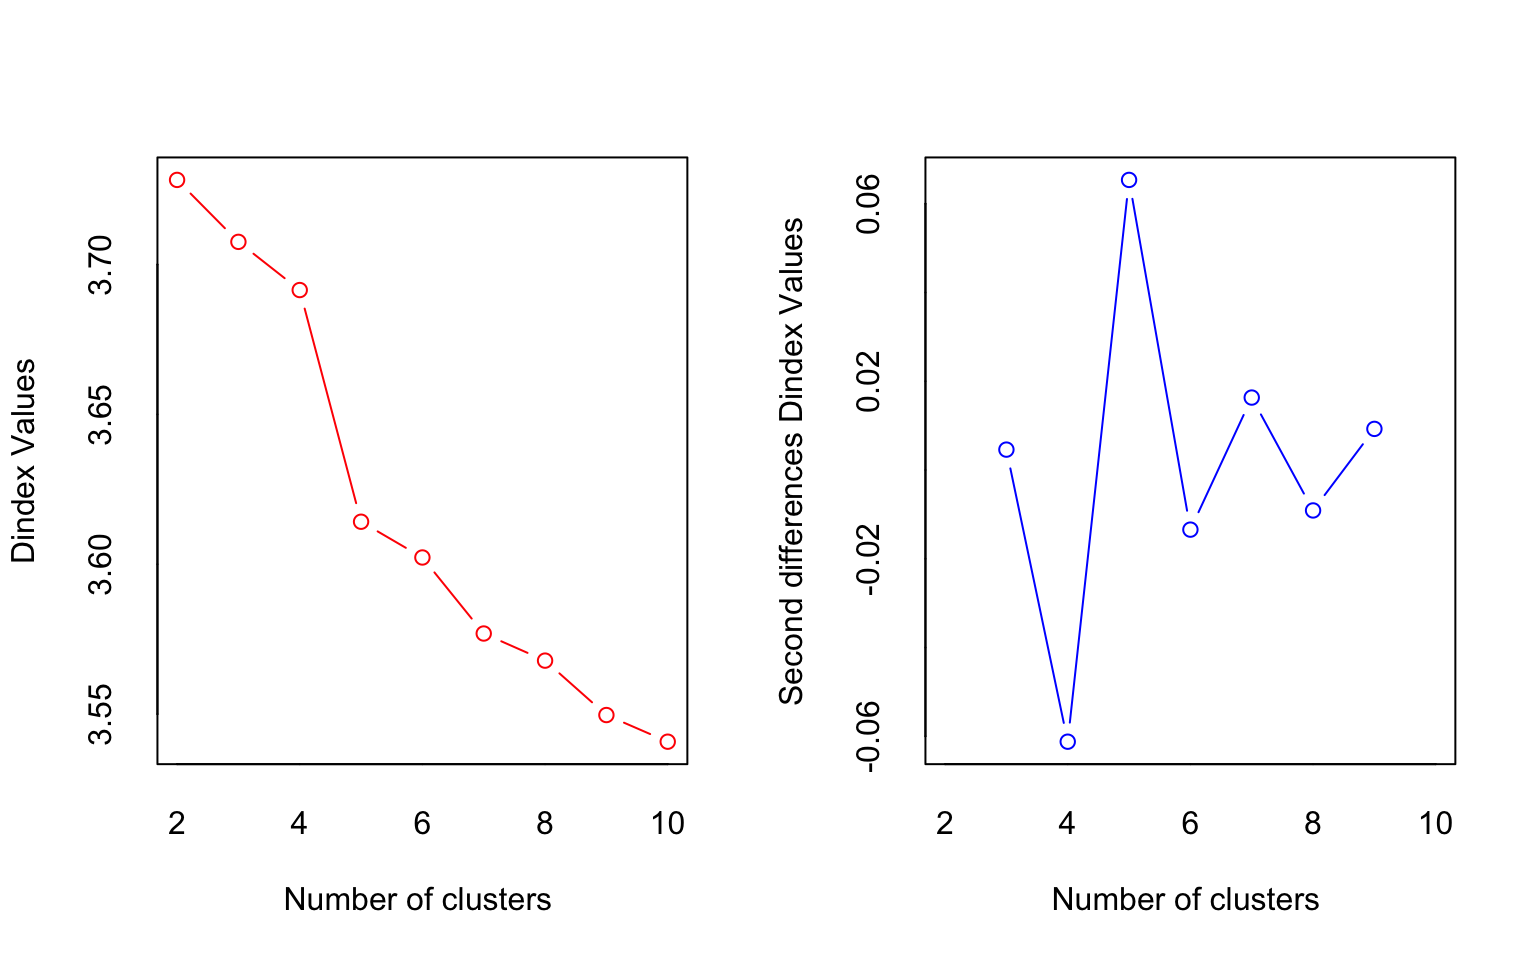 Dindex Values
3.70
3.65
3.60
3.55
2 4 6 8 10
Number of clusters
Second differences Dindex Values
0.06
0.02
-0.02
-0.06
2 4 6 8 10
Number of clusters